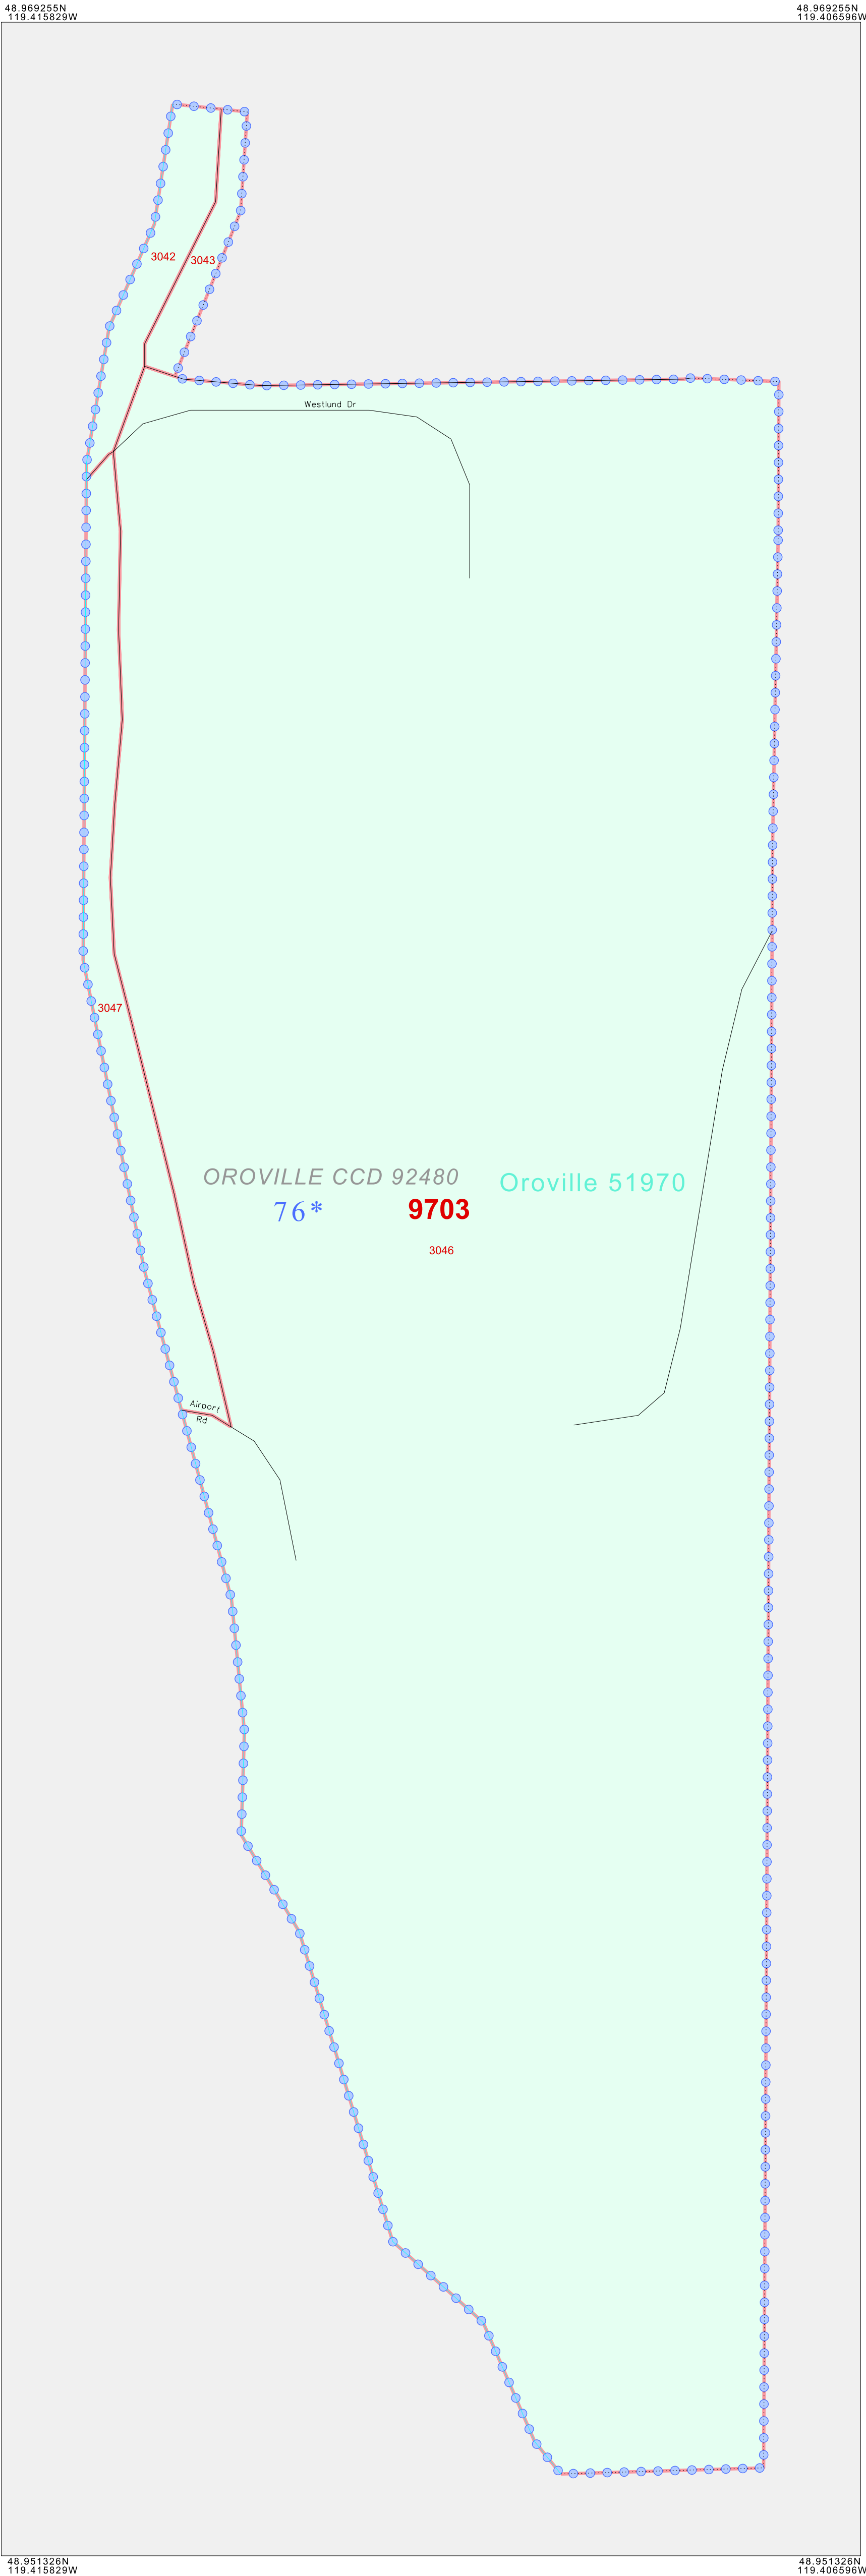 48.969255N
119.415829W
48.969255N
119.406596W
3042
3043
Westlund Dr
3047
OROVILLE CCD 92480
Oroville 51970
76*
9703
3046
Airport
Rd
48.951326N
119.415829W
48.951326N
119.406596W